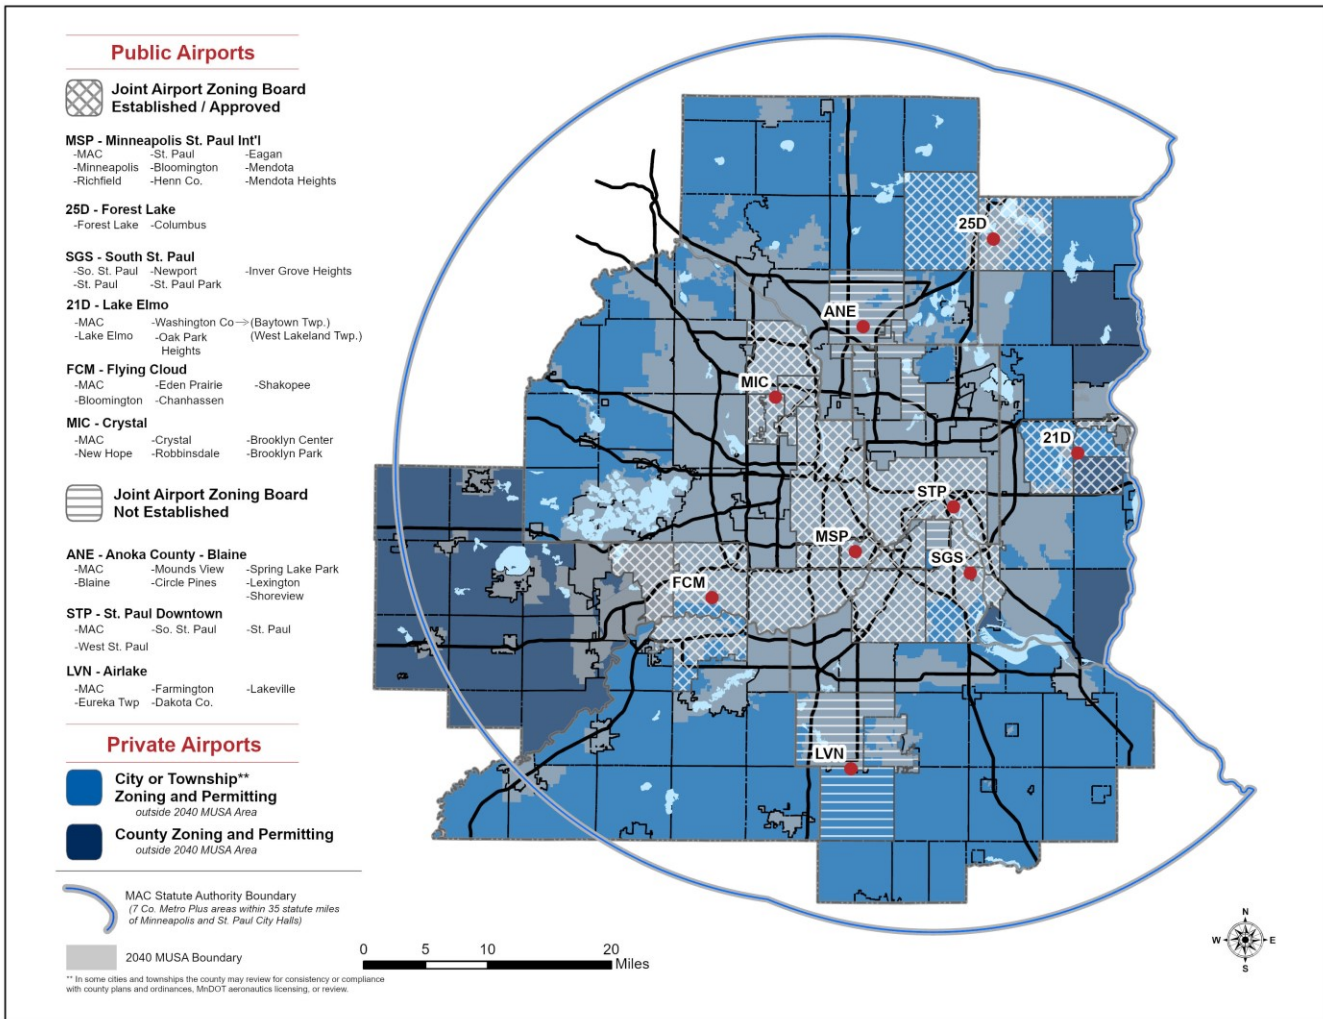 Public Airports
Joint Airport Zoning Board
Established / Approved
MSP - Minneapolis St. Paul Int'l
-MAC -St. Paul -Eagan
-Minneapolis -Bloomington -Mendota
-Richfield -Henn Co. -Mendota Heights
25D - Forest Lake
-Forest Lake -Columbus
SGS - South St. Paul
-So. St. Paul -Newport -Inver Grove Heights
-St. Paul -St. Paul Park
21D - Lake Elmo
-MAC -Washington Co → (Baytown Twp.)
-Lake Elmo -Oak Park (West Lakeland Twp.)
Heights
FCM - Flying Cloud
-MAC -Eden Prairie -Shakopee
-Bloomington -Chanhassen
MIC - Crystal
-MAC -Crystal -Brooklyn Center
-New Hope -Robbinsdale -Brooklyn Park
Joint Airport Zoning Board
Not Established
ANE - Anoka County - Blaine
-MAC -Mounds View -Spring Lake Park
-Blaine -Circle Pines -Lexington
-Shoreview
STP - St. Paul Downtown
-MAC -So. St. Paul -St. Paul
-West St. Paul
LVN - Airlake
-MAC -Farmington -Lakeville
-Eureka Twp -Dakota Co.
Private Airports
City or Township**
Zoning and Permitting
outside 2040 MUSA Area
County Zoning and Permitting
outside 2040 MUSA Area
MAC Statute Authority Boundary
(7 Co. Metro Plus areas within 35 statute miles
of Minneapolis and St. Paul City Halls)
2040 MUSA Boundary
** In some cities and townships the county may review for consistency or compliance
with county plans and ordinances, MnDOT aeronautics licensing, or review.
25D
ANE
MIC
21D
STP
MSP
SGS
FCM
LVN
0 5 10 20
Miles
N
W E
S